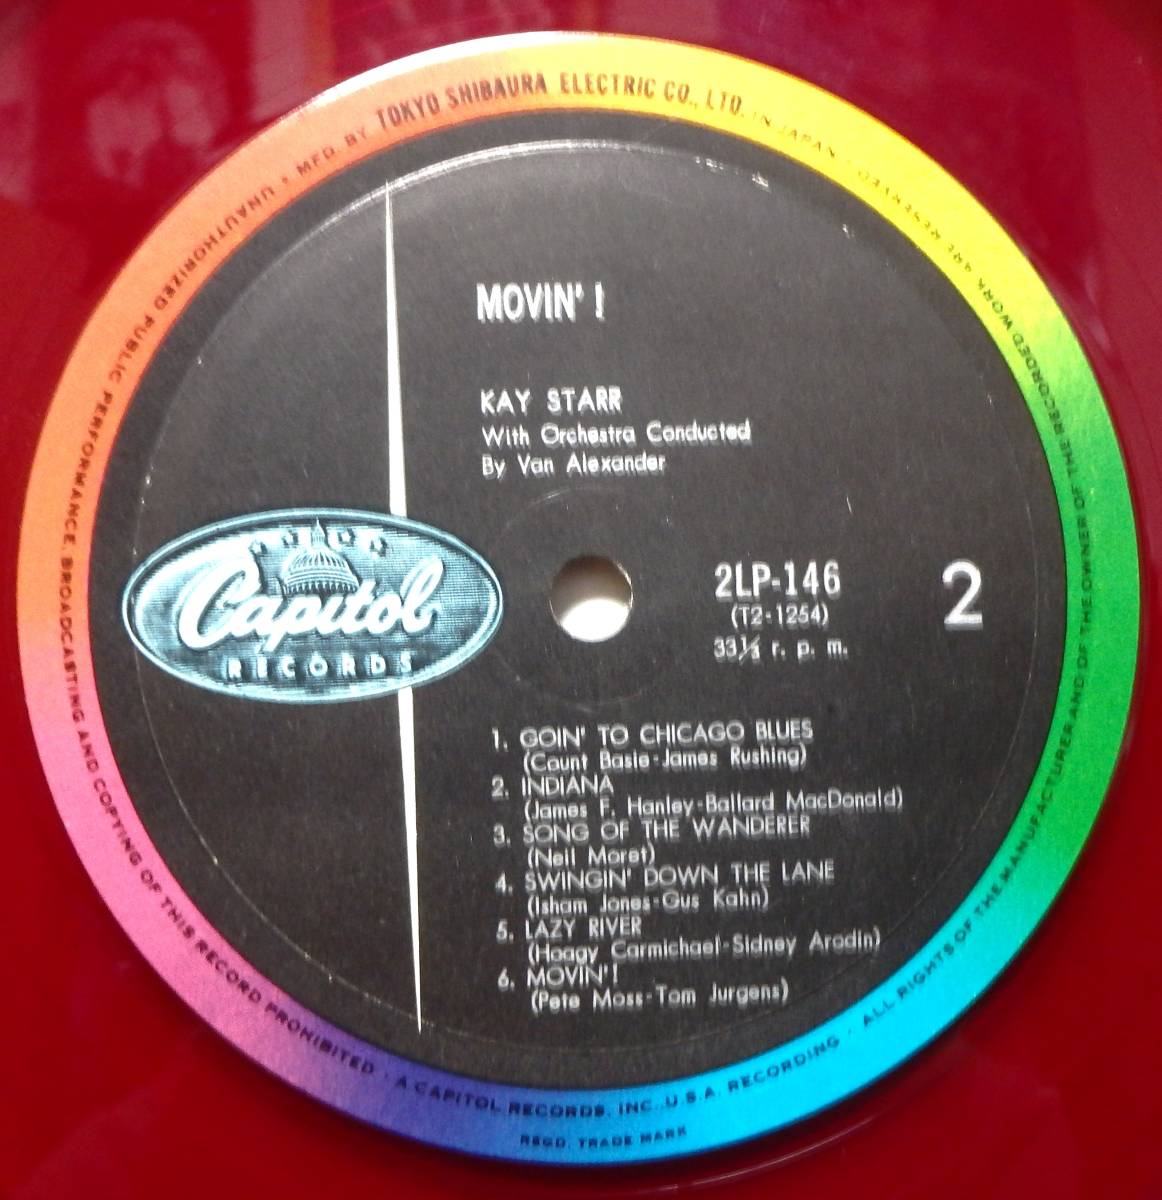 MFD. BY TOKYO SHIBAURA ELECTRIC CO., LTD. IN JAPAN · ALL RIGHTS OF THE MANUFACTURER AND OF THE OWNER OF THE RECORDED WORK ARE RESERVED
UNAUTHORIZED PUBLIC PERFORMANCE, BROADCASTING AND COPYING OF THIS RECORD PROHIBITED · A CAPITOL RECORDS, INC., U.S.A. RECORDING ·
REGD. TRADE MARK
MOVIN' !
KAY STARR
With Orchestra Conducted
By Van Alexander
Capitol
RECORDS
2LP-146
(T2-1254)
33⅓ r. p. m.
2
1. GOIN' TO CHICAGO BLUES
(Count Basie-James Rushing)
2. INDIANA
(James F. Hanley-Ballard MacDonald)
3. SONG OF THE WANDERER
(Neil Moret)
4. SWINGIN' DOWN THE LANE
(Isham Jones-Gus Kahn)
5. LAZY RIVER
(Hoagy Carmichael-Sidney Arodin)
6. MOVIN'!
(Pete Moss-Tom Jurgens)